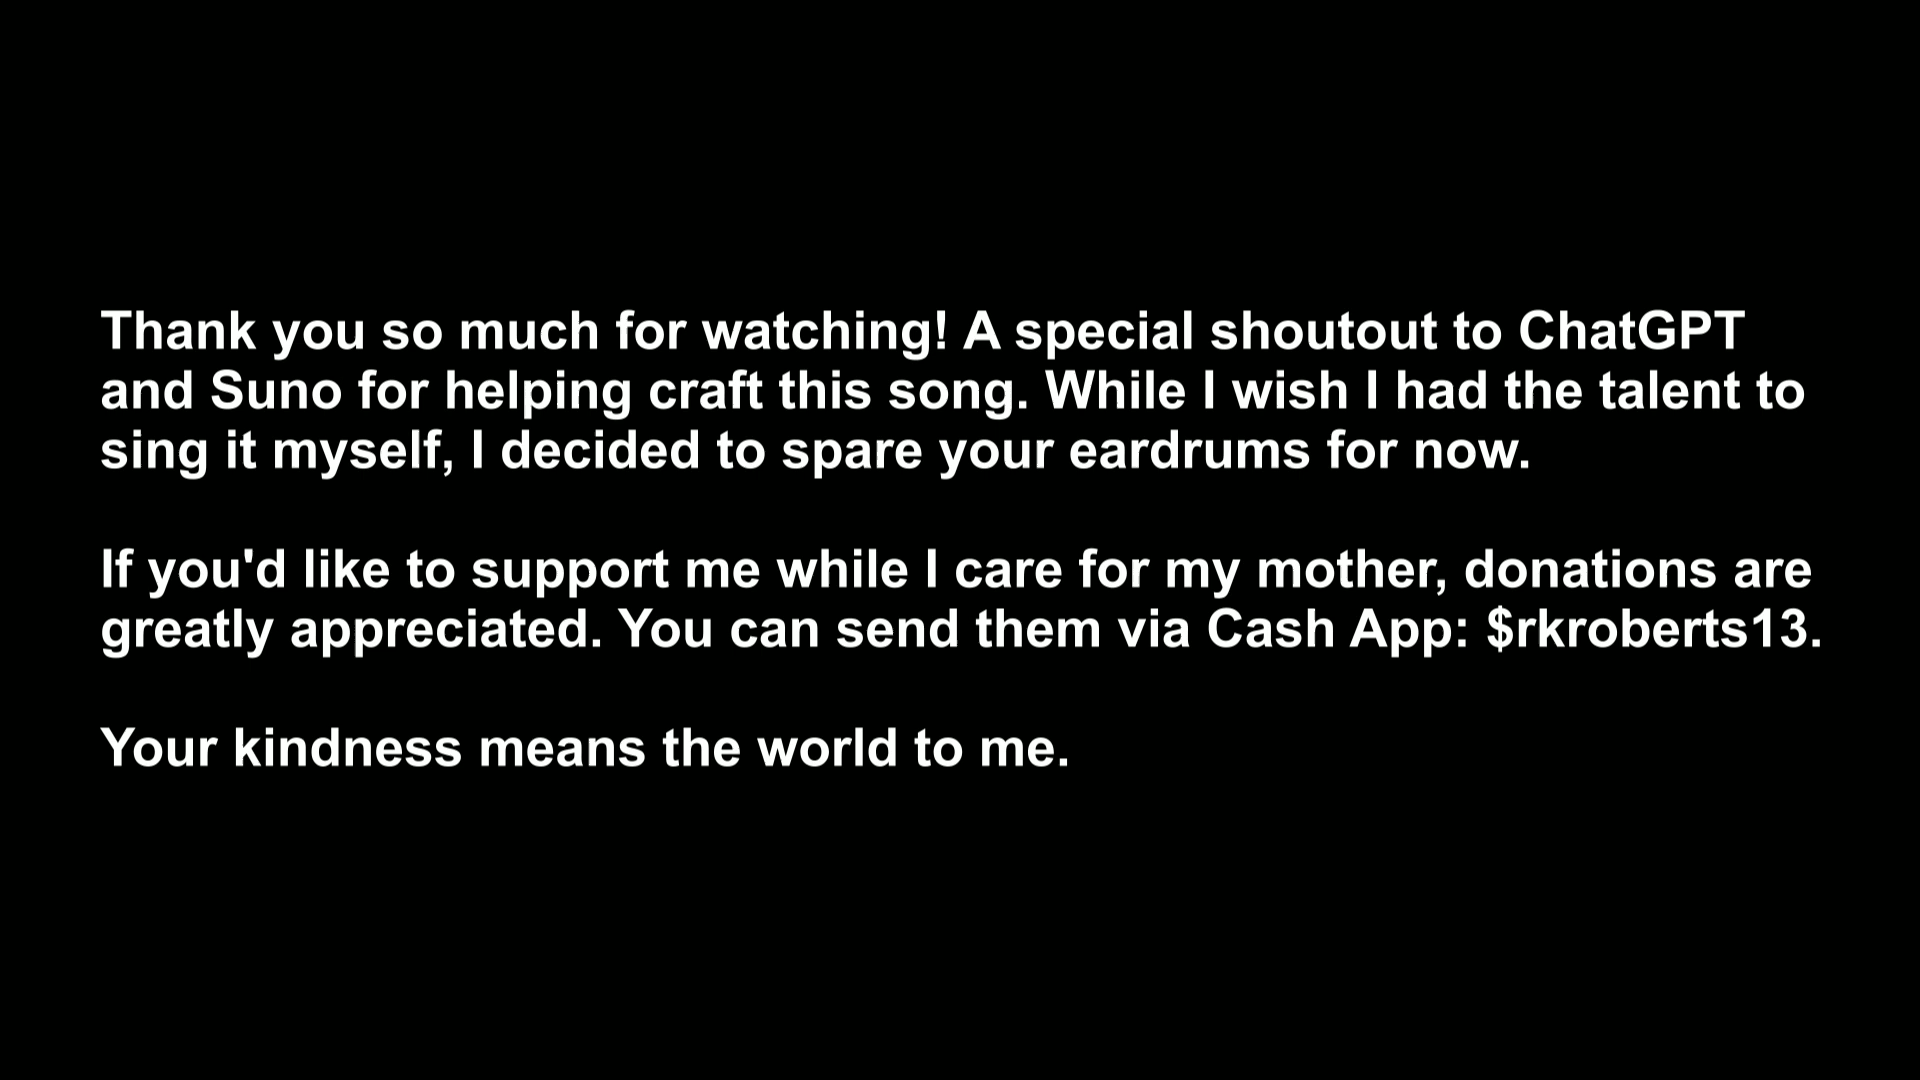 Thank you so much for watching! A special shoutout to ChatGPT
and Suno for helping craft this song. While I wish I had the talent to
sing it myself, I decided to spare your eardrums for now.
If you'd like to support me while I care for my mother, donations are
greatly appreciated. You can send them via Cash App: $rkroberts13.
Your kindness means the world to me.